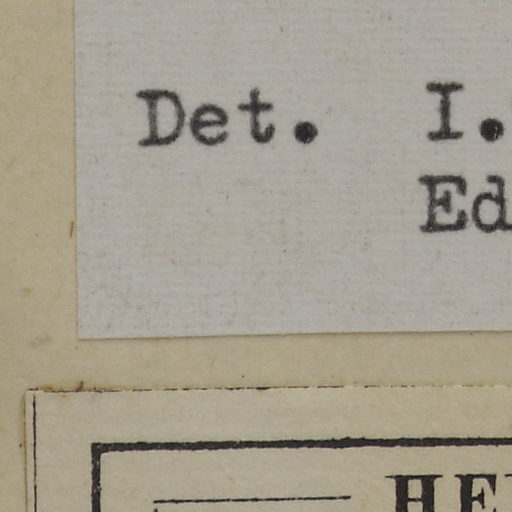 Det. I.
Ed
HE